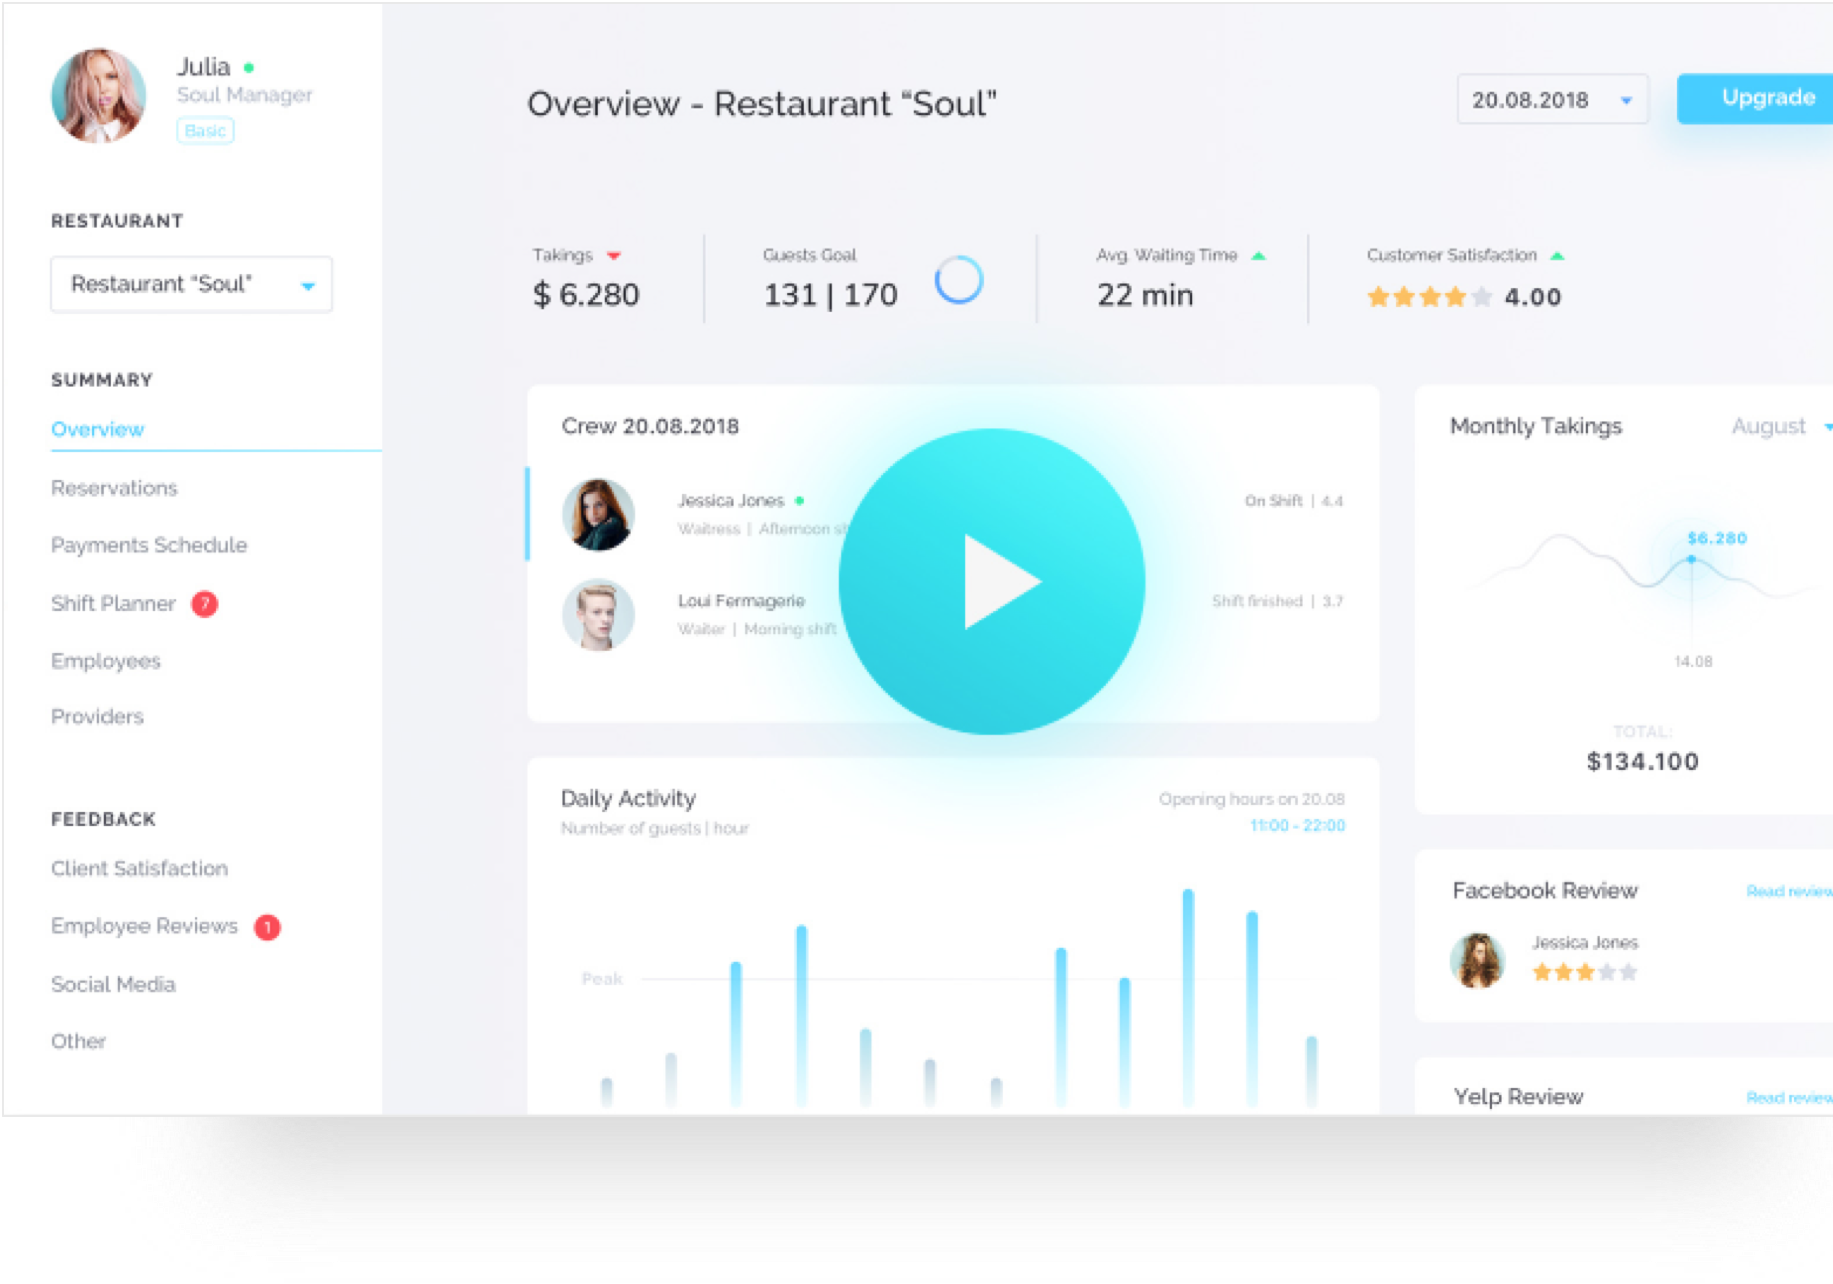 Julia
Soul Manager
Basic
RESTAURANT
Restaurant “Soul”
SUMMARY
Overview
Reservations
Payments Schedule
Shift Planner 7
Employees
Providers
FEEDBACK
Client Satisfaction
Employee Reviews 1
Social Media
Other
Overview - Restaurant “Soul”
20.08.2018
Upgrade
Takings
$ 6.280
Guests Goal
131 | 170
Avg. Waiting Time
22 min
Customer Satisfaction
4.00
Crew 20.08.2018
Jessica Jones
On Shift | 4.4
Waitress | Afternoon
Loui Fermagerie
Shift finished | 3.7
Waiter | Morning shift
Monthly Takings
August
$6.280
14.08
TOTAL:
$134.100
Daily Activity
Number of guests | hour
Opening hours on 20.08
11:00 - 22:00
Peak
Facebook Review
Read review
Jessica Jones
Yelp Review
Read review